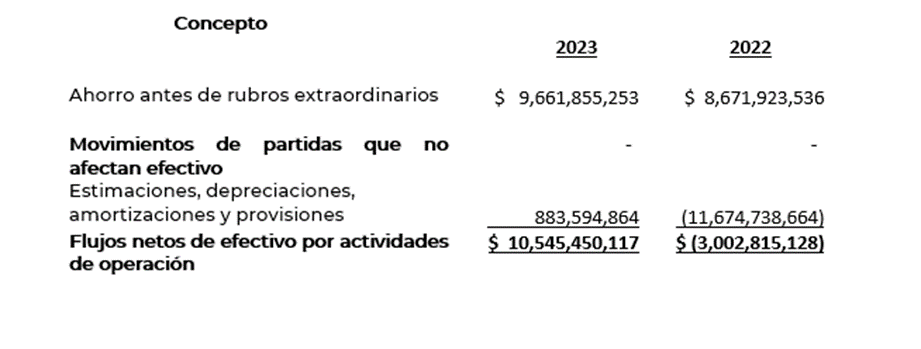 Concepto
2023 2022
Ahorro antes de rubros extraordinarios $ 9,661,855,253 $ 8,671,923,536
Movimientos de partidas que no - -
afectan efectivo
Estimaciones, depreciaciones,
amortizaciones y provisiones 883,594,864 (11,674,738,664)
Flujos netos de efectivo por actividades $ 10,545,450,117 $ (3,002,815,128)
de operación